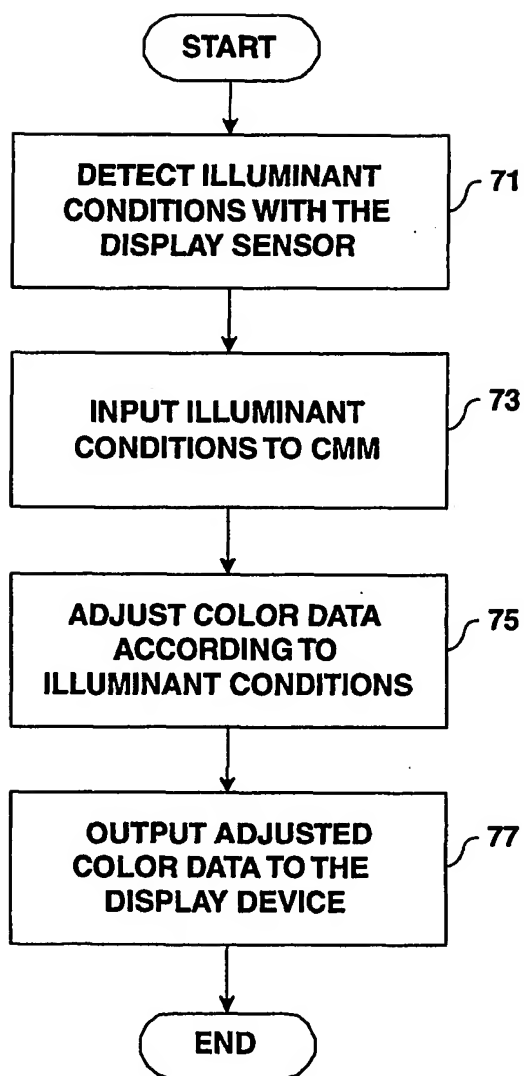 START
DETECT ILLUMINANT
CONDITIONS WITH THE
DISPLAY SENSOR
71
INPUT ILLUMINANT
CONDITIONS TO CMM
73
ADJUST COLOR DATA
ACCORDING TO
ILLUMINANT CONDITIONS
75
OUTPUT ADJUSTED
COLOR DATA TO THE
DISPLAY DEVICE
77
END